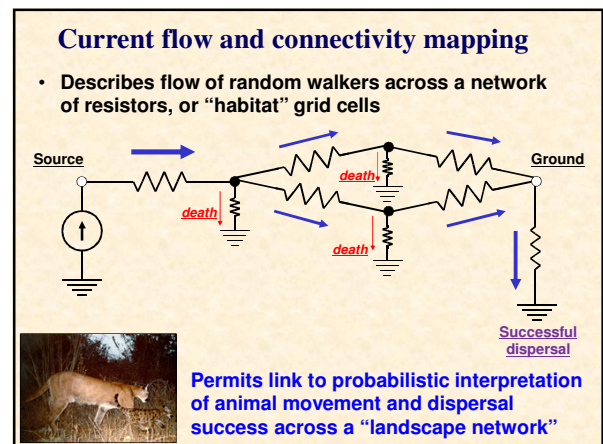 Current flow and connectivity mapping
• Describes flow of random walkers across a network
of resistors, or “habitat” grid cells
Source
Ground
death
death
death
Successful
dispersal
Permits link to probabilistic interpretation
of animal movement and dispersal
success across a “landscape network”